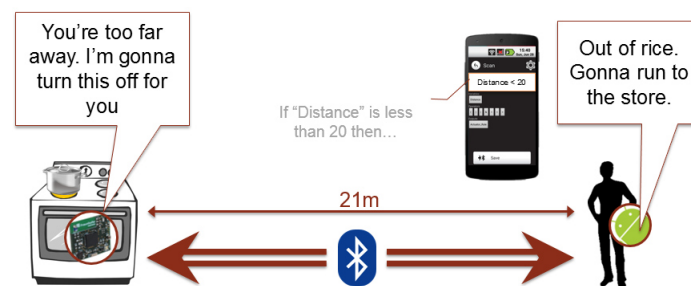 You're too far
away. I'm gonna
turn this off for
you
If "Distance" is less
than 20 then…
Scan
Distance < 20
Save
Out of rice.
Gonna run to
the store.
21m